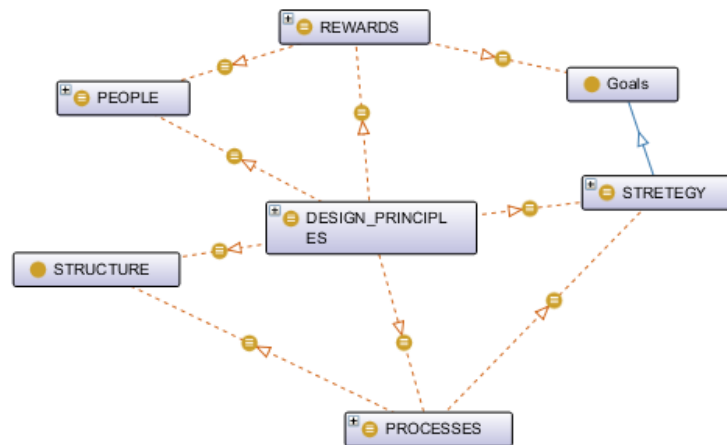 REWARDS
PEOPLE
Goals
STRETEGY
DESIGN_PRINCIPL
ES
STRUCTURE
PROCESSES